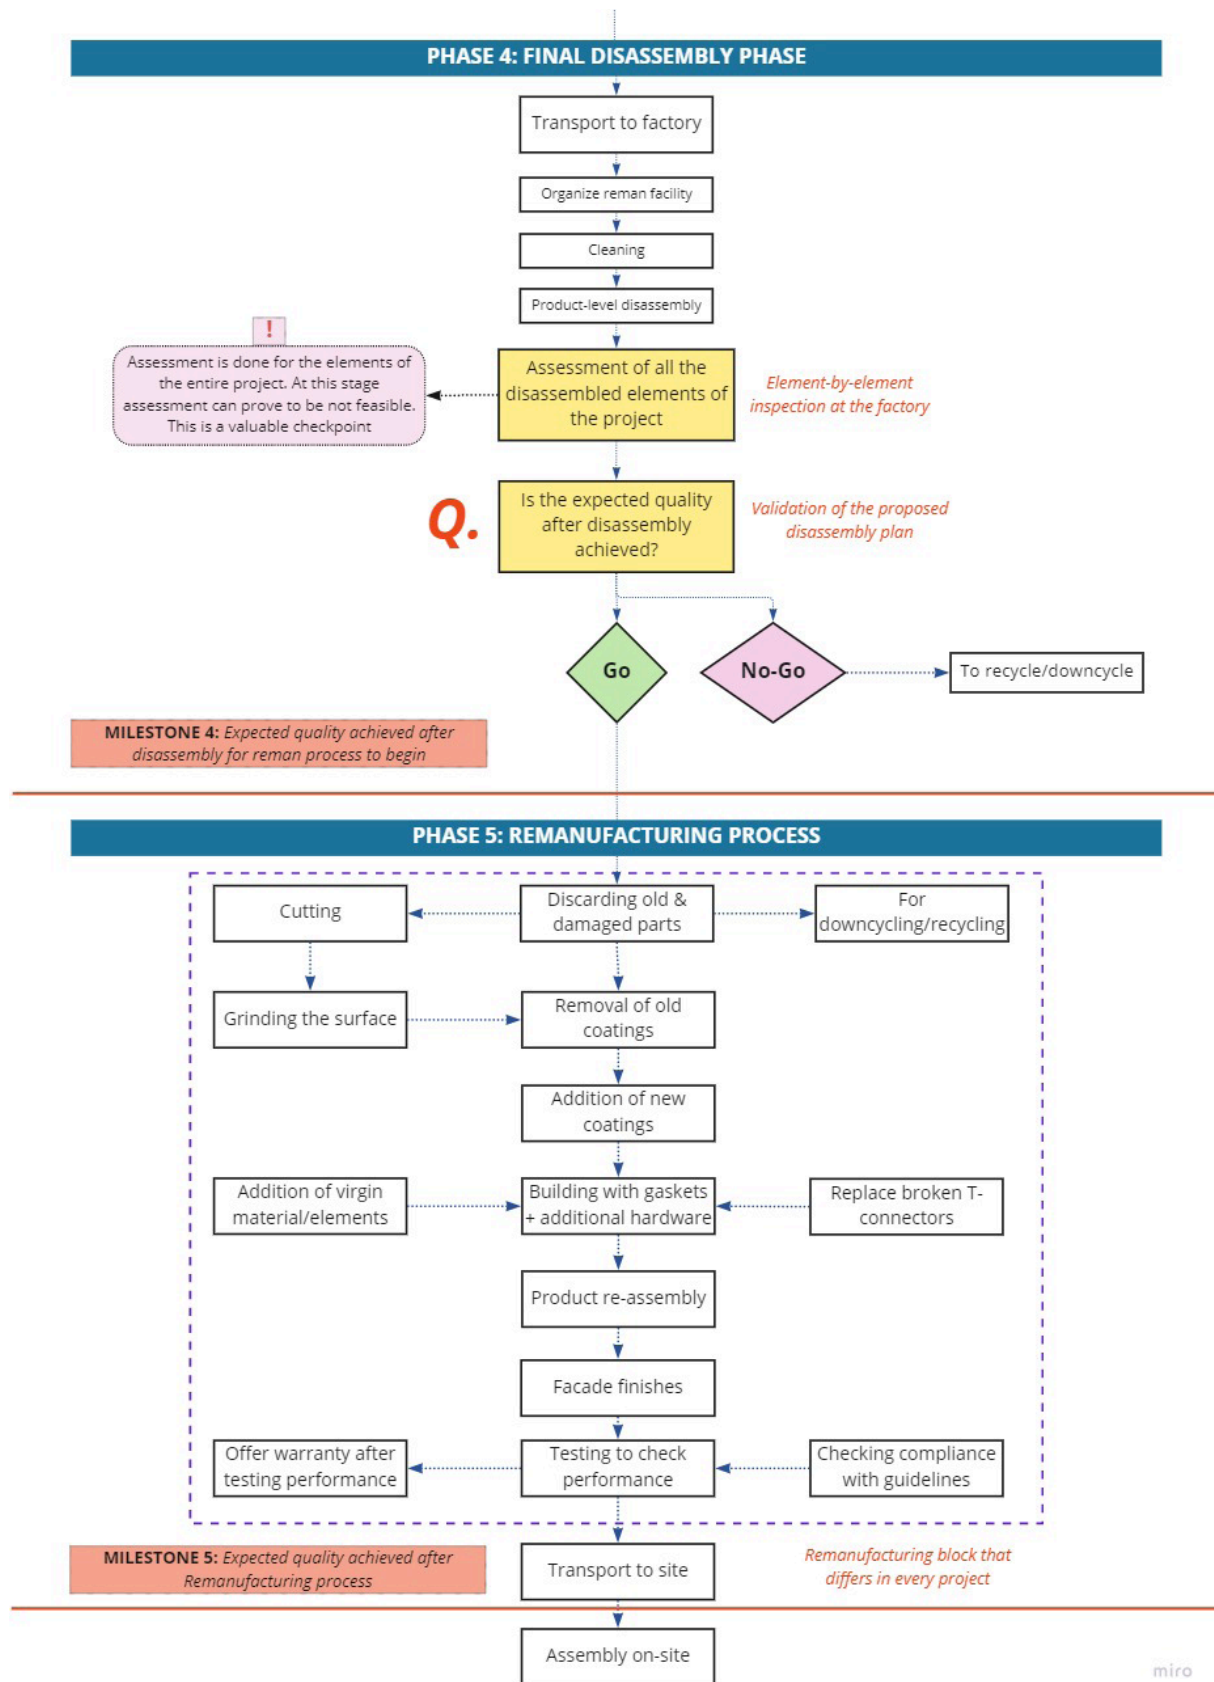 PHASE 4: FINAL DISASSEMBLY PHASE
Transport to factory
Organize reman facility
Cleaning
Product-level disassembly
!
Assessment is done for the elements of
the entire project. At this stage
assessment can prove to be not feasible.
This is a valuable checkpoint
Assessment of all the
disassembled elements of
the project
Element-by-element
inspection at the factory
Q.
Is the expected quality
after disassembly
achieved?
Validation of the proposed
disassembly plan
Go
No-Go
To recycle/downcycle
MILESTONE 4: Expected quality achieved after
disassembly for reman process to begin
PHASE 5: REMANUFACTURING PROCESS
Cutting
Discarding old &
damaged parts
For
downcycling/recycling
Grinding the surface
Removal of old
coatings
Addition of new
coatings
Addition of virgin
material/elements
Building with gaskets
+ additional hardware
Replace broken T-
connectors
Product re-assembly
Facade finishes
Offer warranty after
testing performance
Testing to check
performance
Checking compliance
with guidelines
MILESTONE 5: Expected quality achieved after
Remanufacturing process
Transport to site
Remanufacturing block that
differs in every project
Assembly on-site
miro